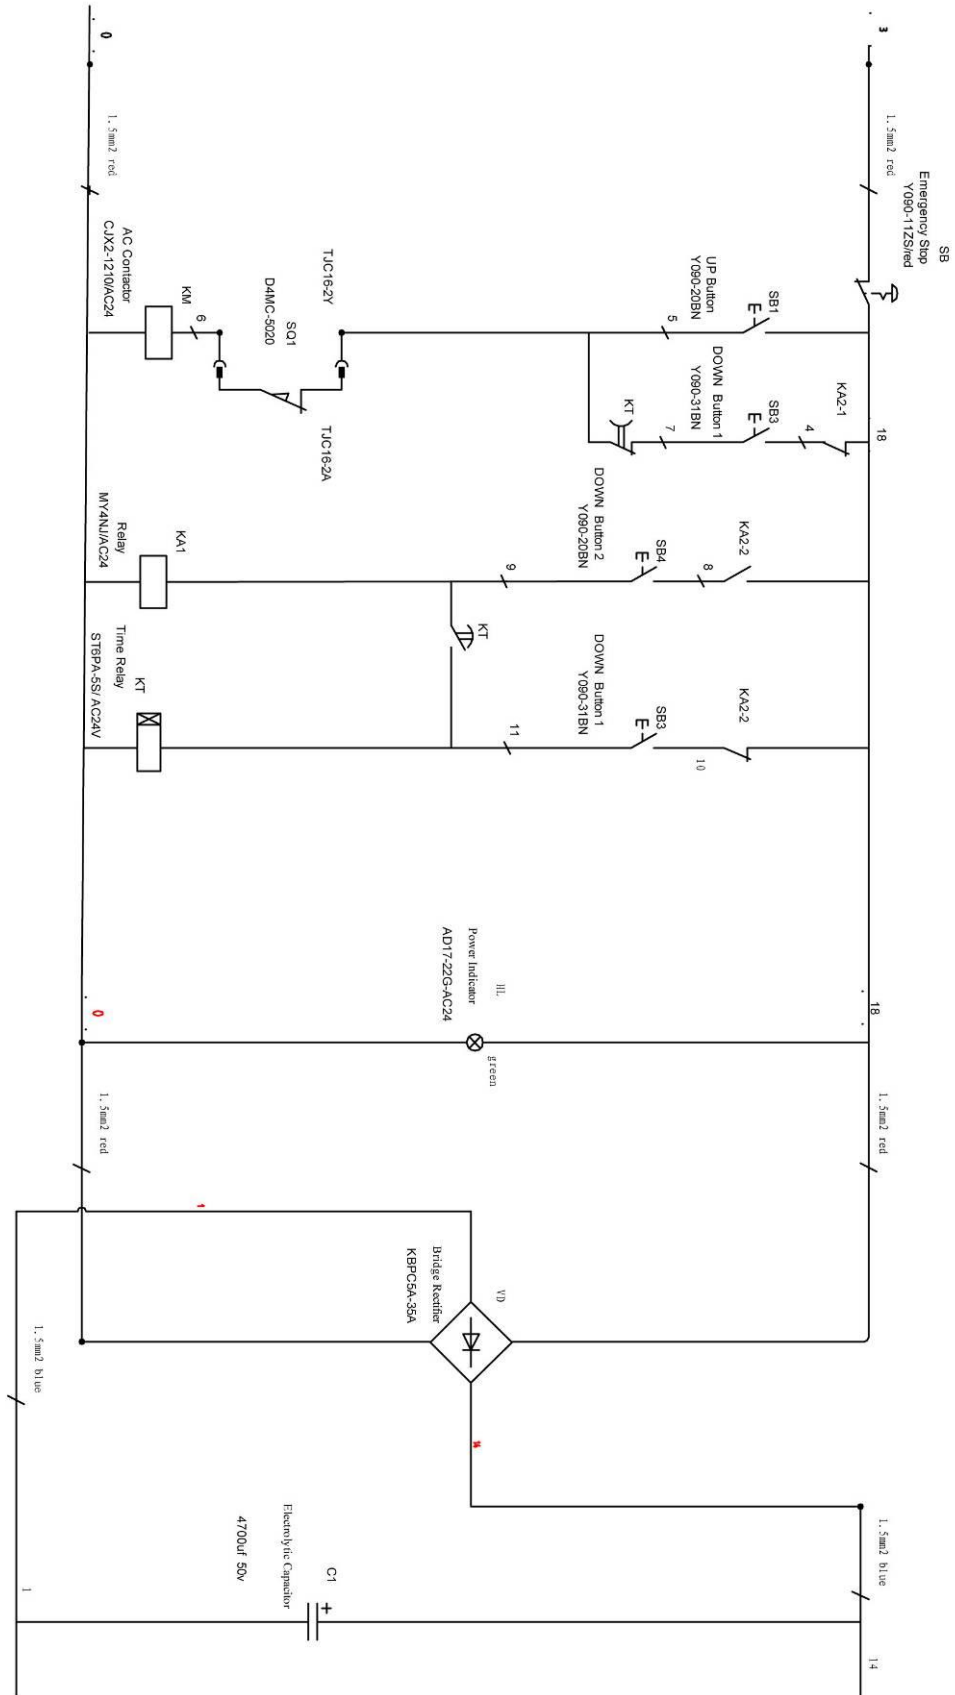 0
3
1.5mm2 red
1.5mm2 red
SB
Emergency Stop
Y090-11ZS/red
AC Contactor
CJX2-1210/AC24
KM
6
SQ1
D4MC-5020
TJC16-2Y
TJC16-2A
UP Button
Y090-20BN
5
SB1
DOWN Button 1
Y090-31BN
KT
7
SB3
4
KA2-1
18
Relay
MY4NJ/AC24
KA1
DOWN Button 2
Y090-20BN
9
SB4
8
KA2-2
KT
Time Relay
ST6PA-5S/ AC24V
KT
DOWN Button 1
Y090-31BN
11
SB3
10
KA2-2
HL
Power Indicator
AD17-22G-AC24
green
0
18
1.5mm2 red
1.5mm2 red
1
VD
Bridge Rectifier
KBPC5A-35A
1.5mm2 blue
14
C1
Electrolytic Capacitor
4700uf 50v
1.5mm2 blue
1
14